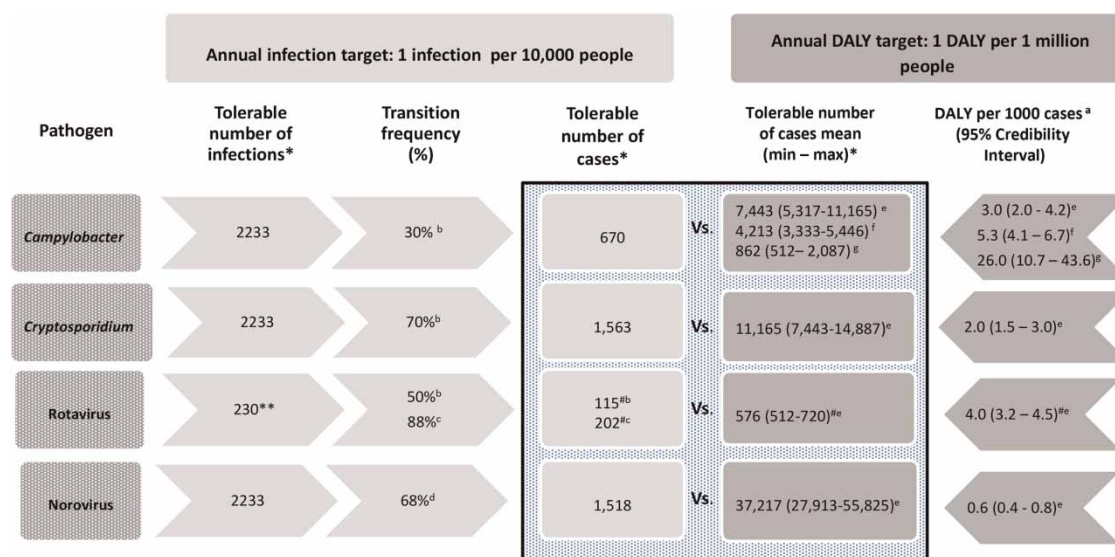 Annual infection target: 1 infection per 10,000 people
Annual DALY target: 1 DALY per 1 million
people
Pathogen
Tolerable
number of
infections*
Transition
frequency
(%)
Tolerable
number of
cases*
Tolerable number
of cases mean
(min – max)*
DALY per 1000 cases ᵃ
(95% Credibility
Interval)
Campylobacter
2233
30% ᵇ
670
Vs.
7,443 (5,317-11,165) ᵉ
4,213 (3,333-5,446) ᶠ
862 (512– 2,087) ᵍ
3.0 (2.0 - 4.2)ᵉ
5.3 (4.1 – 6.7)ᶠ
26.0 (10.7 – 43.6)ᵍ
Cryptosporidium
2233
70%ᵇ
1,563
Vs.
11,165 (7,443-14,887)ᵉ
2.0 (1.5 – 3.0)ᵉ
Rotavirus
230**
50%ᵇ
88%ᶜ
115#ᵇ
202#ᶜ
Vs.
576 (512-720)#ᵉ
4.0 (3.2 – 4.5)#ᵉ
Norovirus
2233
68%ᵈ
1,518
Vs.
37,217 (27,913-55,825)ᵉ
0.6 (0.4 - 0.8)ᵉ